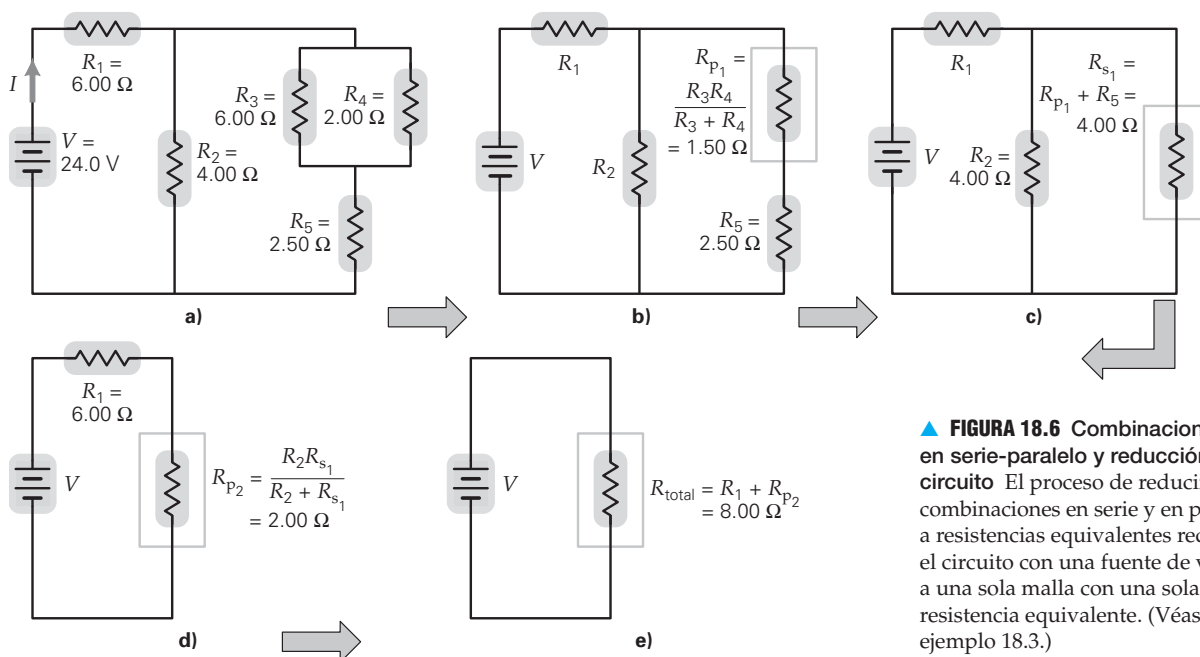 I
R1 =
6.00 Ω
V =
24.0 V
R2 =
4.00 Ω
R3 =
6.00 Ω
R4 =
2.00 Ω
R5 =
2.50 Ω
a)
R1
V
R2
Rp1 =
R3R4
R3 + R4
= 1.50 Ω
R5 =
2.50 Ω
b)
R1
V
R2 =
4.00 Ω
Rs1 =
Rp1 + R5 =
4.00 Ω
c)
R1 =
6.00 Ω
V
Rp2 = R2Rs1
R2 + Rs1
= 2.00 Ω
d)
V
Rtotal = R1 + Rp2
= 8.00 Ω
e)
▲ FIGURA 18.6 Combinacion
en serie-paralelo y reducción
circuito El proceso de reduci
combinaciones en serie y en p
a resistencias equivalentes red
el circuito con una fuente de v
a una sola malla con una sola
resistencia equivalente. (Véas
ejemplo 18.3.)